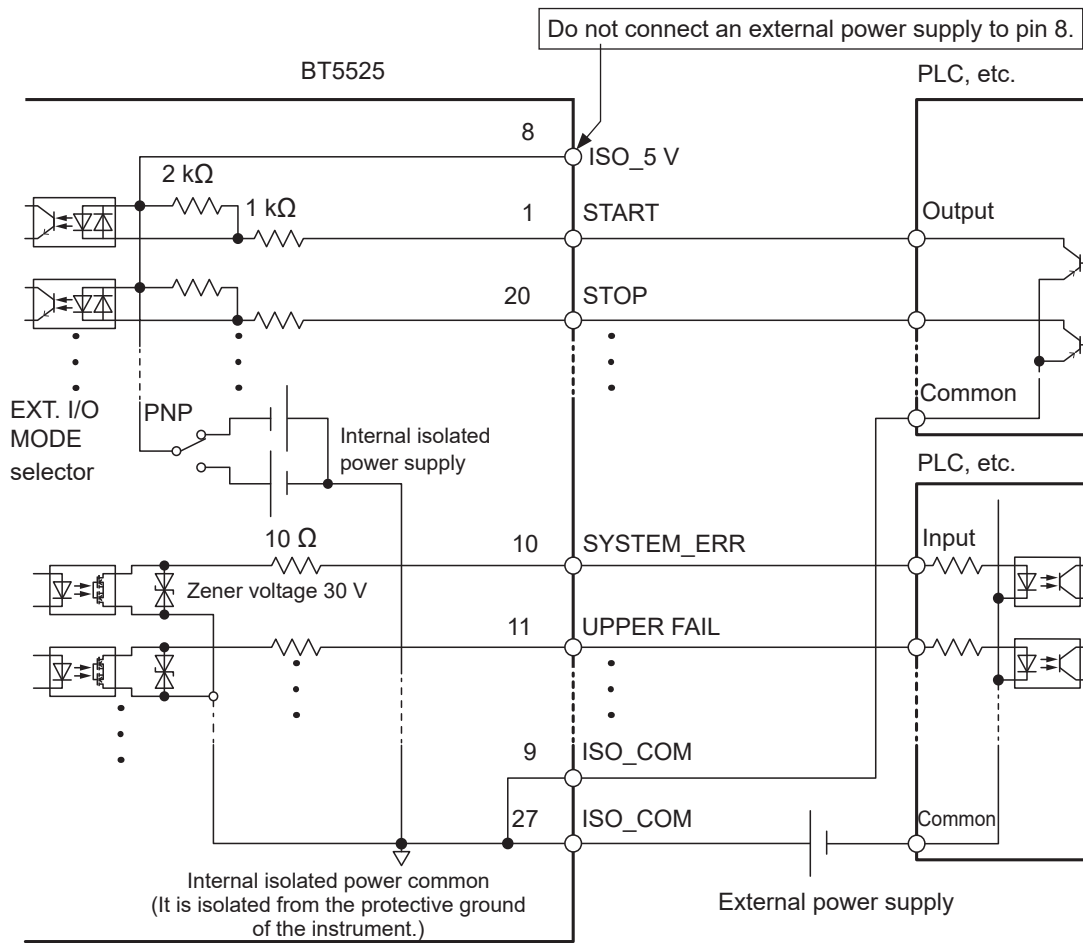 Do not connect an external power supply to pin 8.
BT5525
PLC, etc.
8
ISO_5 V
2 kΩ
1 kΩ
1
START
Output
20
STOP
Common
EXT. I/O
MODE
selector
PNP
Internal isolated
power supply
PLC, etc.
10 Ω
10
SYSTEM_ERR
Input
Zener voltage 30 V
11
UPPER FAIL
9
ISO_COM
27
ISO_COM
Common
Internal isolated power common
(It is isolated from the protective ground
of the instrument.)
External power supply